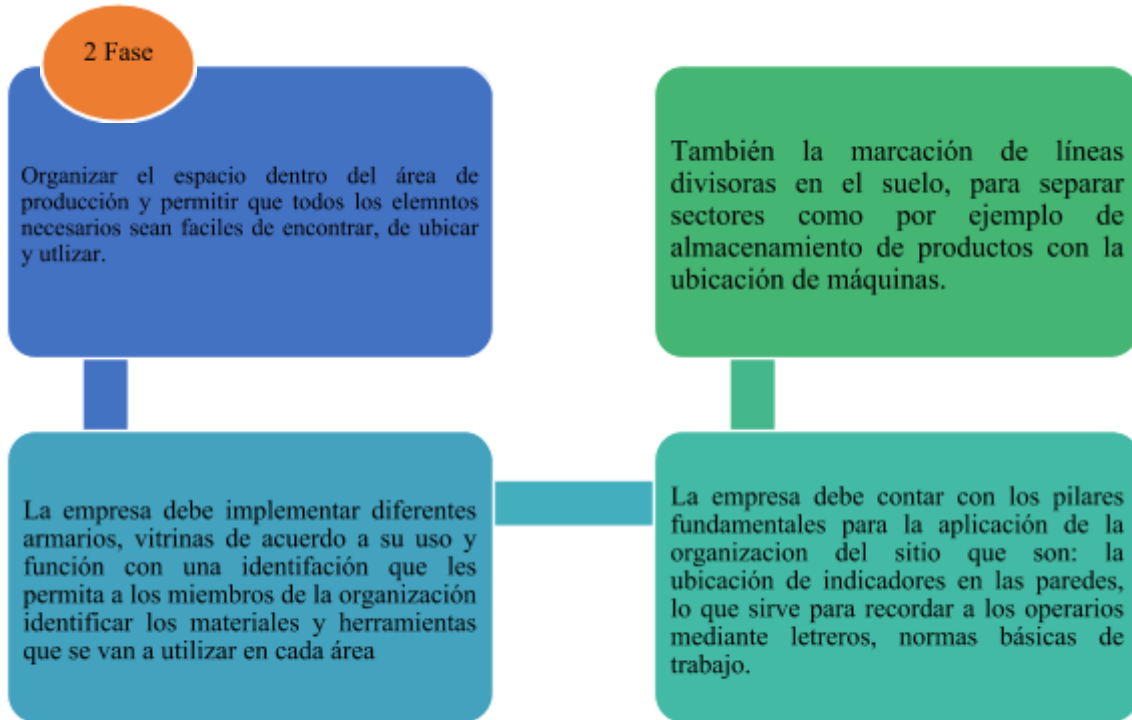 2 Fase
Organizar el espacio dentro del área de
producción y permitir que todos los elemntos
necesarios sean faciles de encontrar, de ubicar
y utlizar.
La empresa debe implementar diferentes
armarios, vitrinas de acuerdo a su uso y
función con una identifación que les
permita a los miembros de la organización
identificar los materiales y herramientas
que se van a utilizar en cada área
La empresa debe contar con los pilares
fundamentales para la aplicación de la
organizacion del sitio que son: la
ubicación de indicadores en las paredes,
lo que sirve para recordar a los operarios
mediante letreros, normas básicas de
trabajo.
También la marcación de líneas
divisoras en el suelo, para separar
sectores como por ejemplo de
almacenamiento de productos con la
ubicación de máquinas.